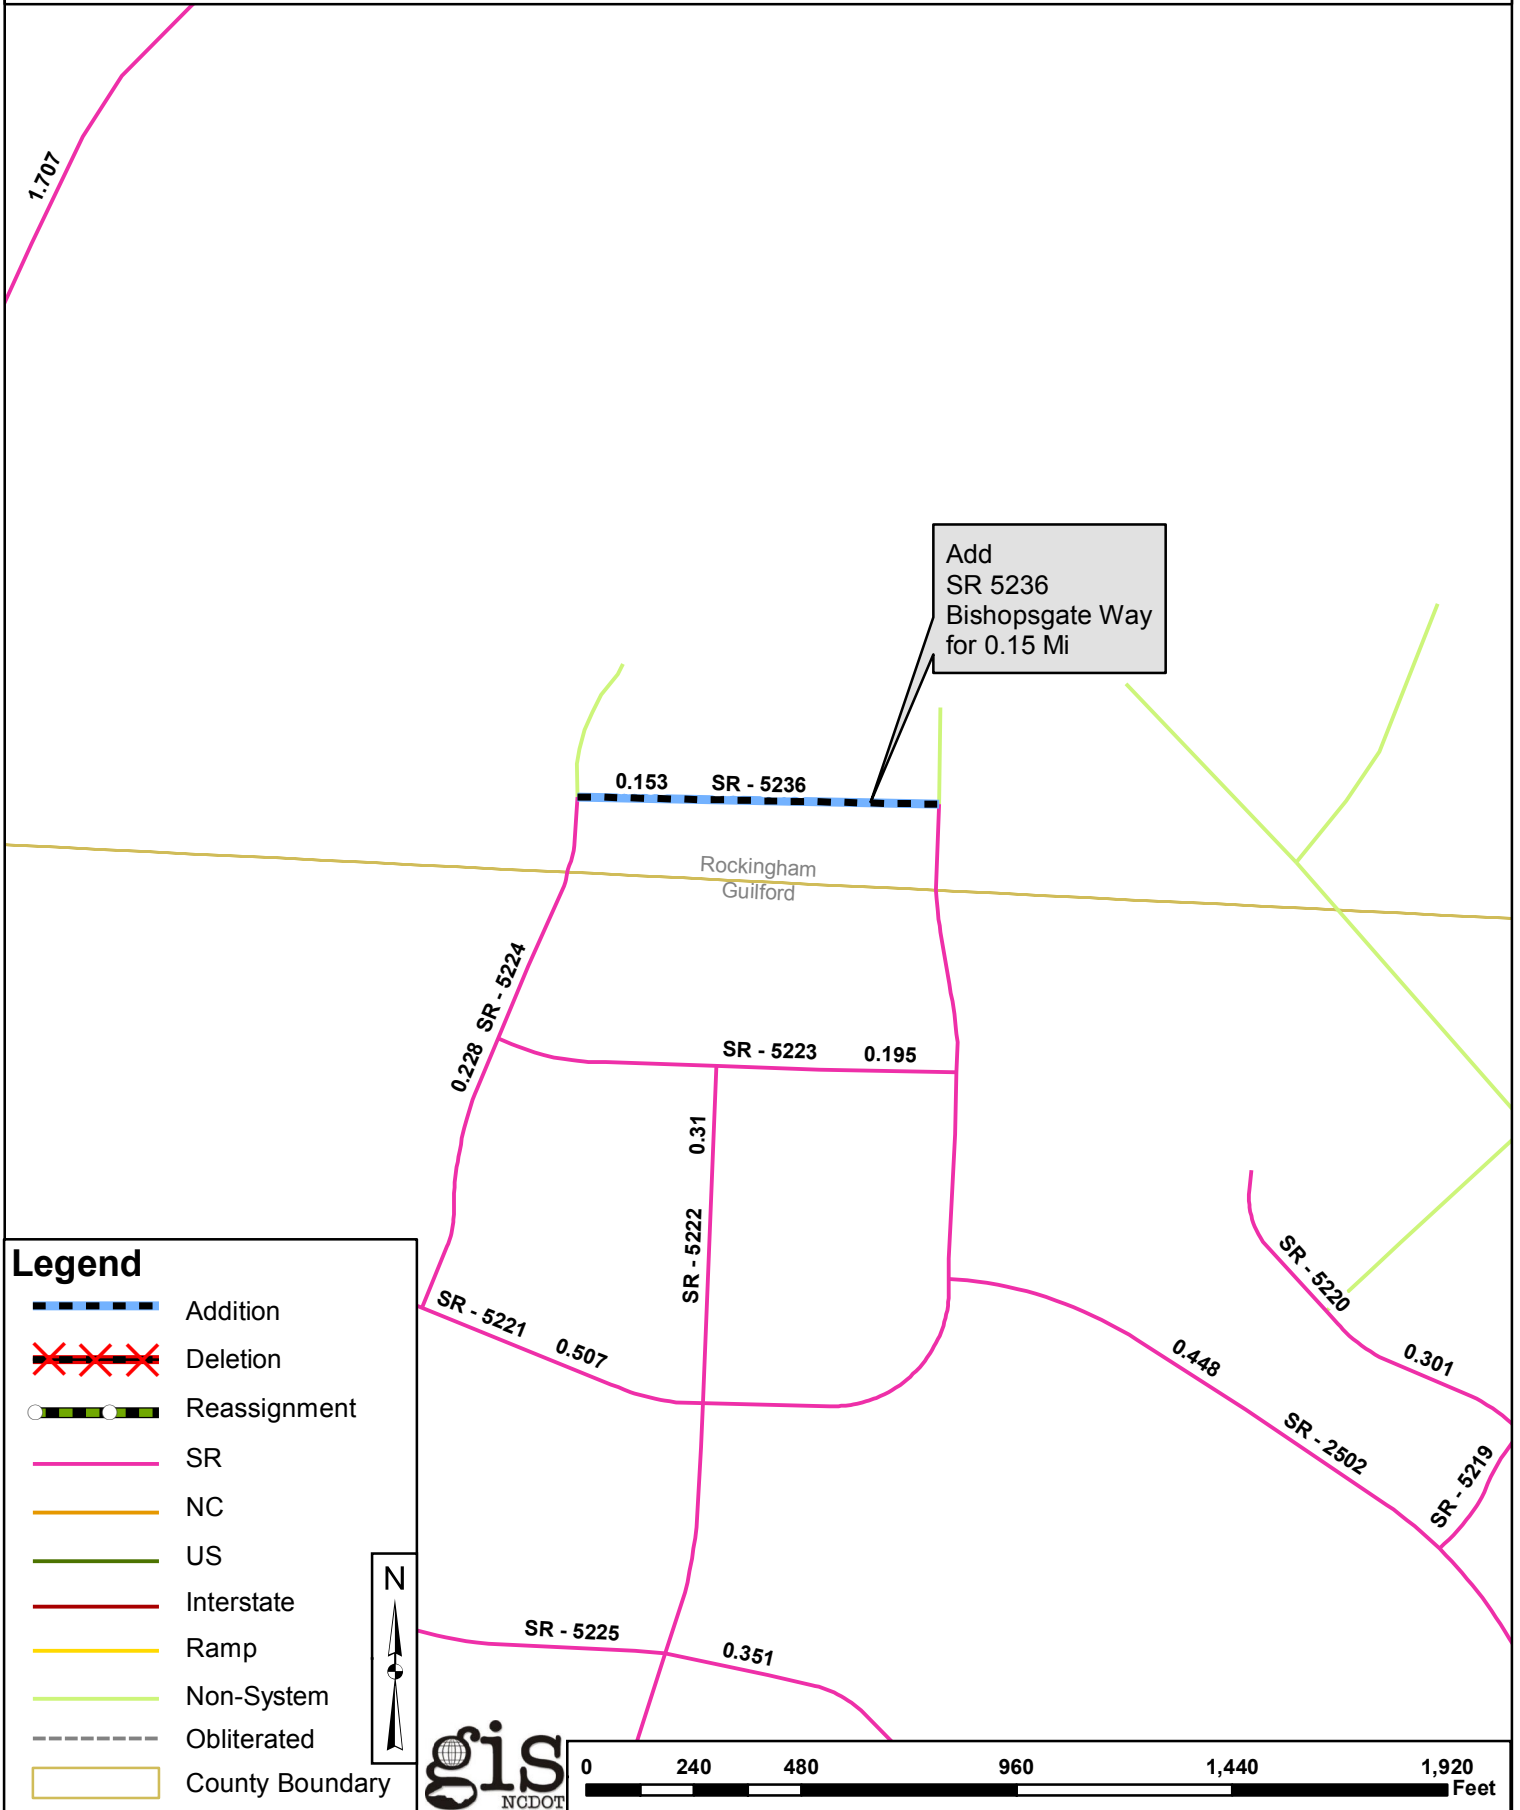 1.707
Add
SR 5236
Bishopsgate Way
for 0.15 Mi
0.153 SR - 5236
Rockingham
Guilford
0.228 SR - 5224
SR - 5223 0.195
SR - 5222 0.31
SR - 5221 0.507
SR - 5220 0.301
0.448 SR - 2502
SR - 5219
SR - 5225 0.351
Legend
Addition
Deletion
Reassignment
SR
NC
US
Interstate
Ramp
Non-System
Obliterated
County Boundary
N
gis
NCDOT
0 240 480 960 1,440 1,920
Feet